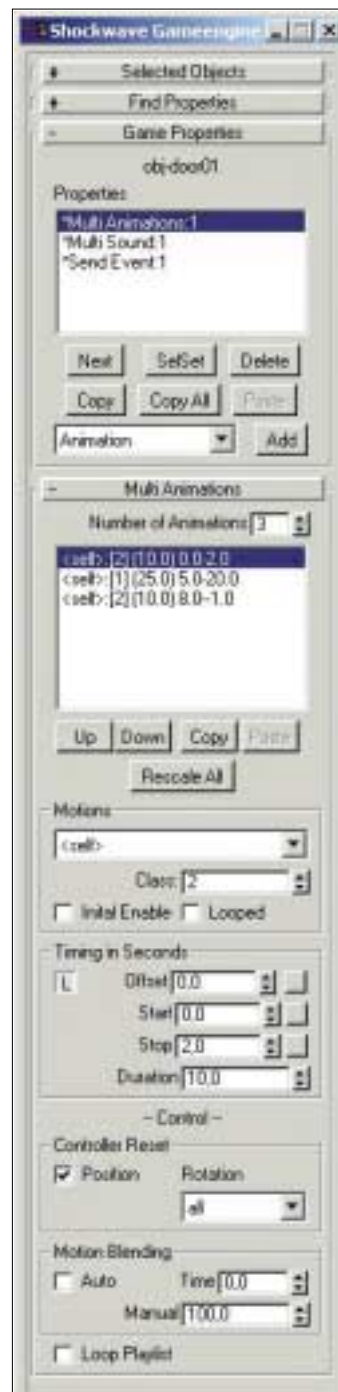 Shockwave Gameengine
+ Selected Objects
+ Find Properties
- Game Properties
obj-door01
Properties
*Multi Animations:1
*Multi Sound:1
*Send Event:1
Next SelSet Delete
Copy Copy All Paste
Animation Add
- Multi Animations
Number of Animations 3
<self>:[2] (10.0) 0.0-2.0
<self>:[1] (25.0) 5.0-20.0
<self>:[2] (10.0) 8.0--1.0
Up Down Copy Paste
Rescale All
Motions
<self>
Class: 2
Inital Enable Looped
Timing in Seconds
L Offset 0,0
Start 0,0
Stop 2,0
Duration 10,0
- Control -
Controller Reset
Position Rotation
all
Motion Blending
Auto Time 0,0
Manual 100,0
Loop Playlist